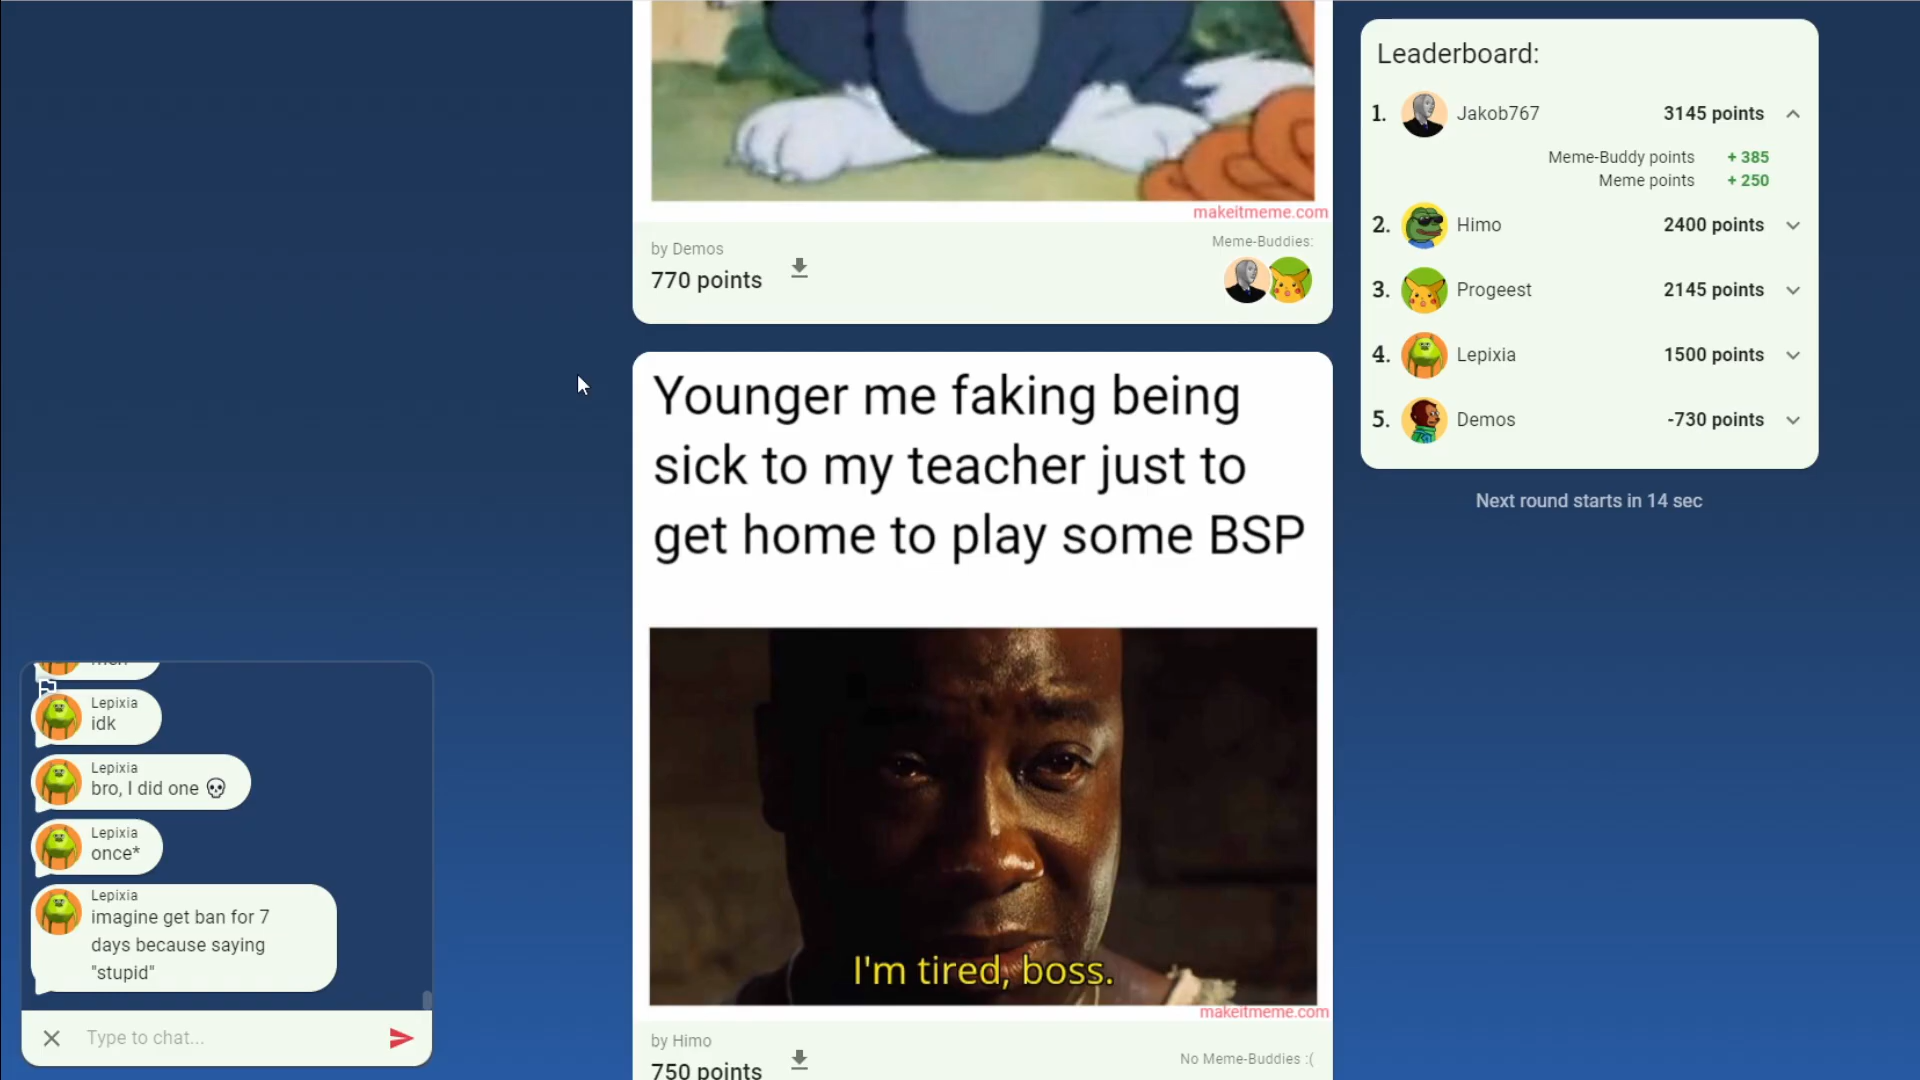 makeitmeme.com
by Demos
770 points
Meme-Buddies:
Younger me faking being
sick to my teacher just to
get home to play some BSP
I'm tired, boss.
makeitmeme.com
by Himo
750 points
No Meme-Buddies :(
Leaderboard:
1. Jakob767 3145 points
Meme-Buddy points + 385
Meme points + 250
2. Himo 2400 points
3. Progeest 2145 points
4. Lepixia 1500 points
5. Demos -730 points
Next round starts in 14 sec
Lepixia
idk
Lepixia
bro, I did one 💀
Lepixia
once*
Lepixia
imagine get ban for 7
days because saying
"stupid"
Type to chat...